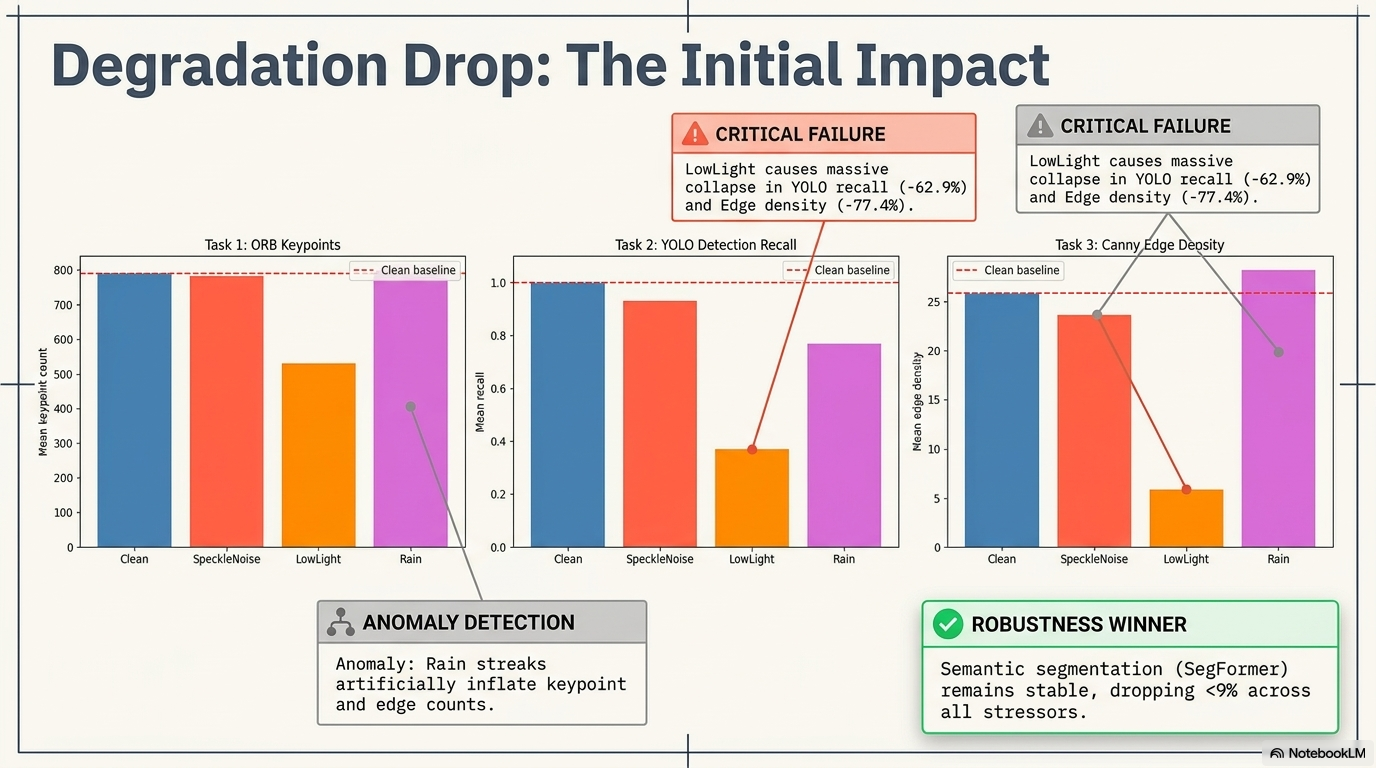 Degradation Drop: The Initial Impact
CRITICAL FAILURE
LowLight causes massive
collapse in YOLO recall (-62.9%)
and Edge density (-77.4%).
CRITICAL FAILURE
LowLight causes massive
collapse in YOLO recall (-62.9%)
and Edge density (-77.4%).
Task 1: ORB Keypoints
Clean baseline
Mean keypoint count
800
700
600
500
400
300
200
100
0
Clean
SpeckleNoise
LowLight
Rain
Task 2: YOLO Detection Recall
Clean baseline
Mean recall
1.0
0.8
0.6
0.4
0.2
0.0
Clean
SpeckleNoise
LowLight
Rain
Task 3: Canny Edge Density
Clean baseline
Mean edge density
25
20
15
10
5
0
Clean
SpeckleNoise
LowLight
Rain
ANOMALY DETECTION
Anomaly: Rain streaks
artificially inflate keypoint
and edge counts.
ROBUSTNESS WINNER
Semantic segmentation (SegFormer)
remains stable, dropping <9% across
all stressors.
NotebookLM